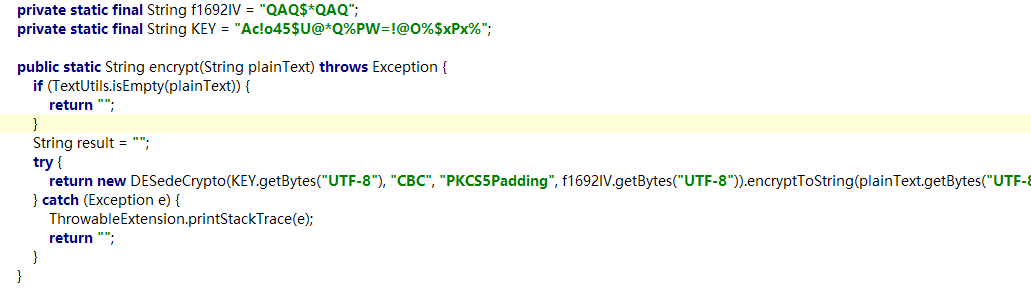 private static final String f1692IV = "QAQ$*QAQ";
private static final String KEY = "Ac!o45$U@*Q%PW=!@O%$xPx%";
public static String encrypt(String plainText) throws Exception {
if (TextUtils.isEmpty(plainText)) {
return "";
}
String result = "";
try {
return new DESedeCrypto(KEY.getBytes("UTF-8"), "CBC", "PKCS5Padding", f1692IV.getBytes("UTF-8")).encryptToString(plainText.getBytes("UTF-8
} catch (Exception e) {
ThrowableExtension.printStackTrace(e);
return "";
}
}